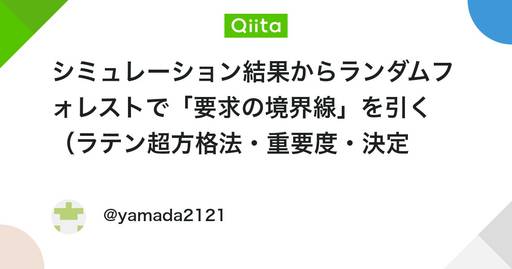 Qiita
シミュレーション結果からランダムフ
ォレストで「要求の境界線」を引く
（ラテン超方格法・重要度・決定
@yamada2121